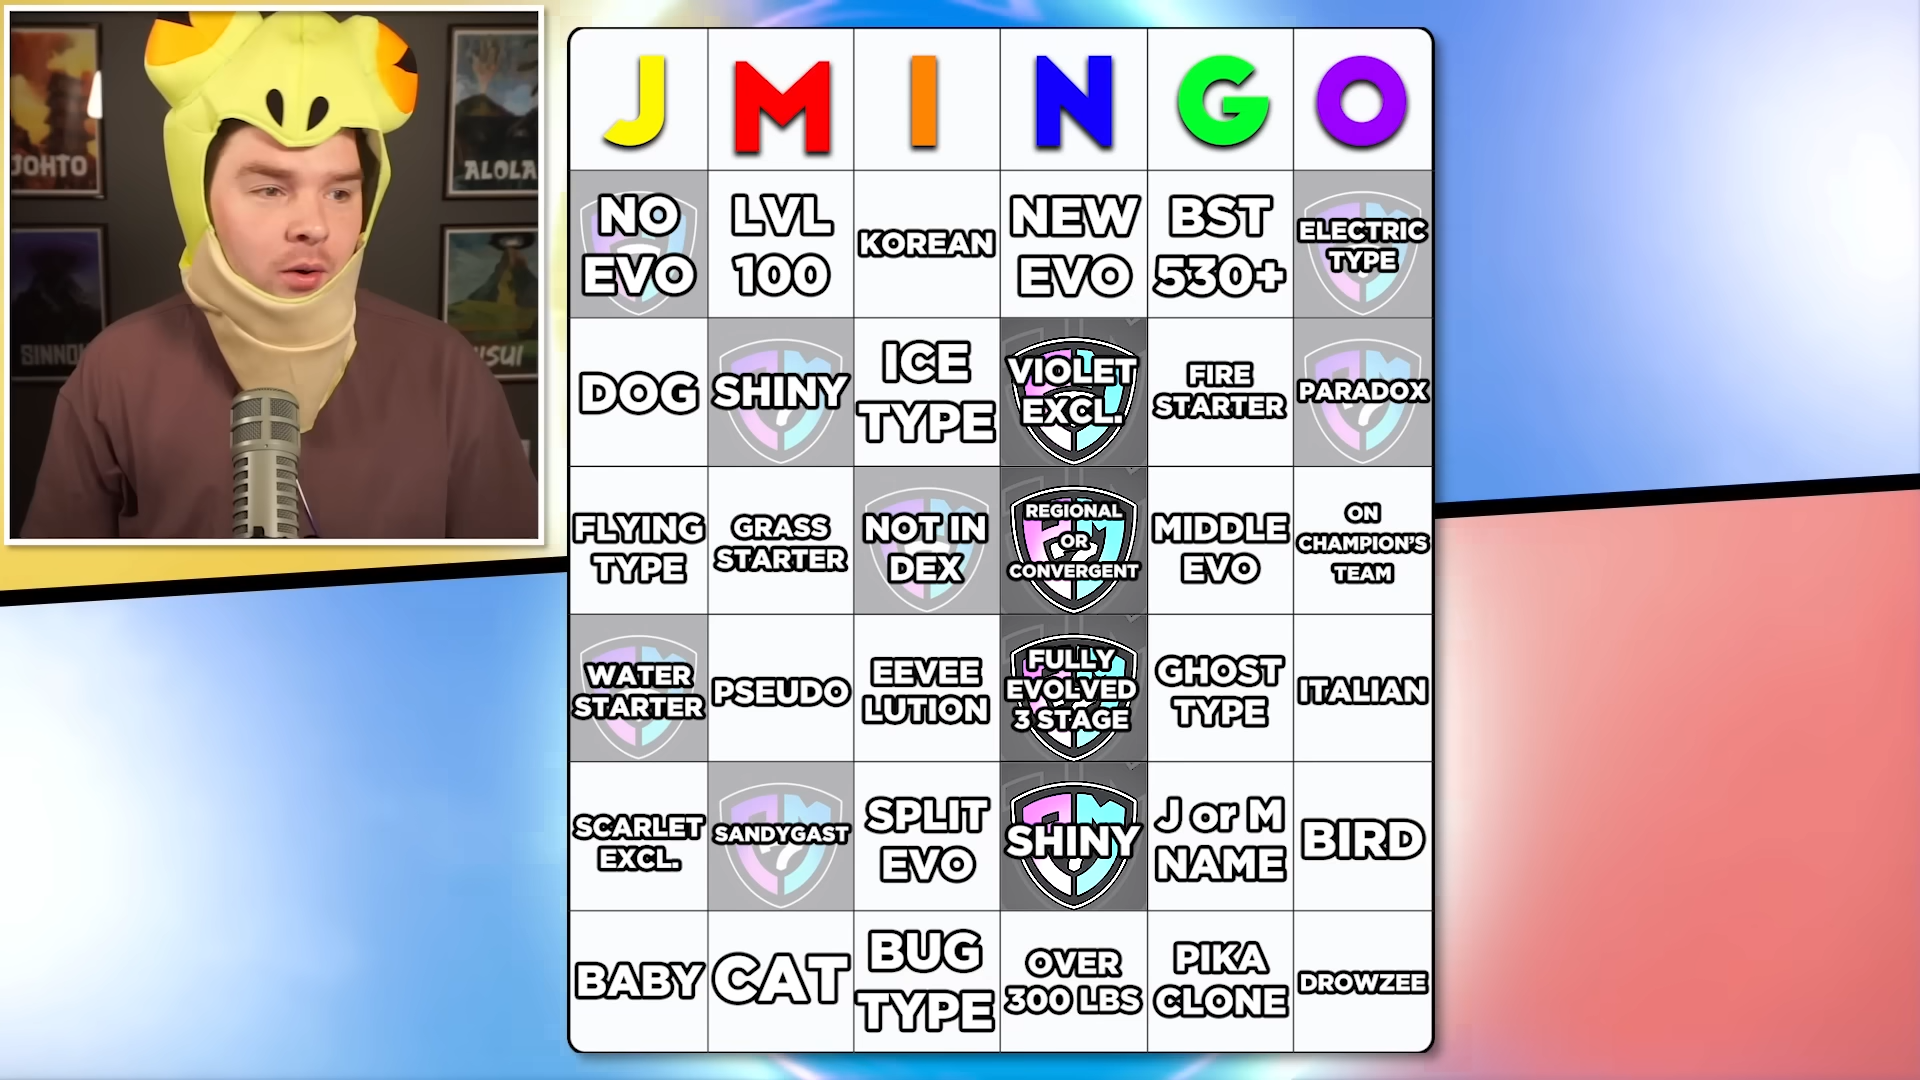 JOHTO
ALOLA
SINNOH
J M I N G O
NO
EVO
LVL
100
KOREAN
NEW
EVO
BST
530+
ELECTRIC
TYPE
DOG
SHINY
ICE
TYPE
VIOLET
EXCL.
FIRE
STARTER
PARADOX
FLYING
TYPE
GRASS
STARTER
NOT IN
DEX
REGIONAL
OR
CONVERGENT
MIDDLE
EVO
ON
CHAMPION'S
TEAM
WATER
STARTER
PSEUDO
EEVEE
LUTION
FULLY
EVOLVED
3 STAGE
GHOST
TYPE
ITALIAN
SCARLET
EXCL.
SANDYGAST
SPLIT
EVO
SHINY
J or M
NAME
BIRD
BABY
CAT
BUG
TYPE
OVER
300 LBS
PIKA
CLONE
DROWZEE